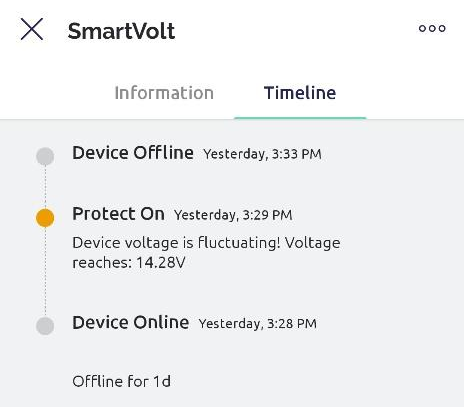 SmartVolt
Information
Timeline
Device Offline Yesterday, 3:33 PM
Protect On Yesterday, 3:29 PM
Device voltage is fluctuating! Voltage
reaches: 14.28V
Device Online Yesterday, 3:28 PM
Offline for 1d